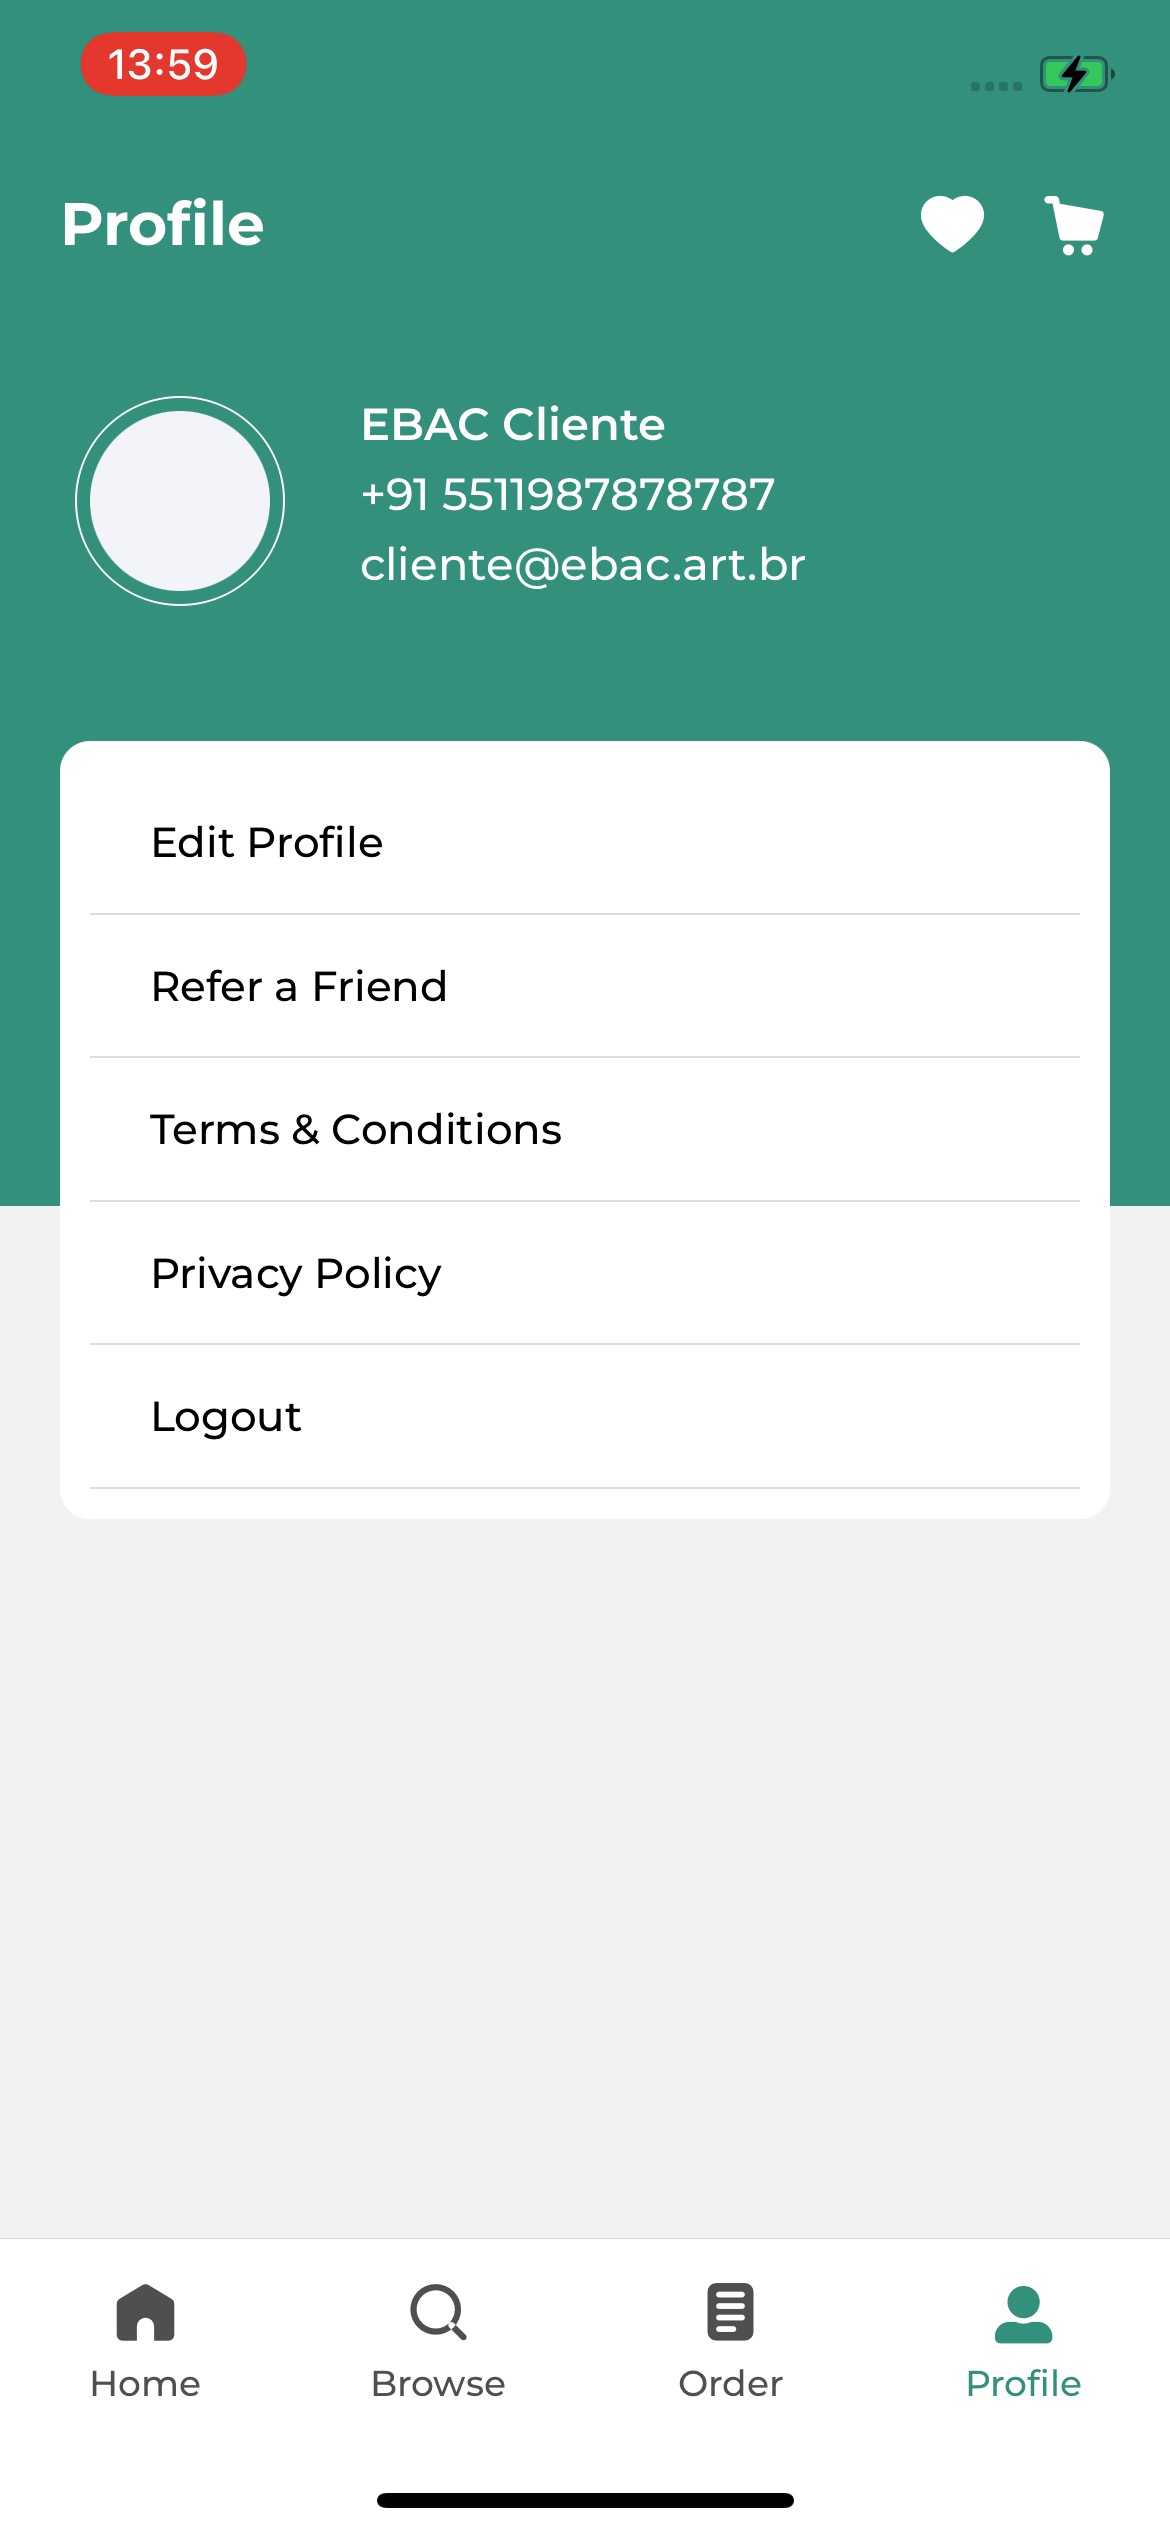 13:59
Profile
EBAC Cliente
+91 5511987878787
cliente@ebac.art.br
Edit Profile
Refer a Friend
Terms & Conditions
Privacy Policy
Logout
Home
Browse
Order
Profile